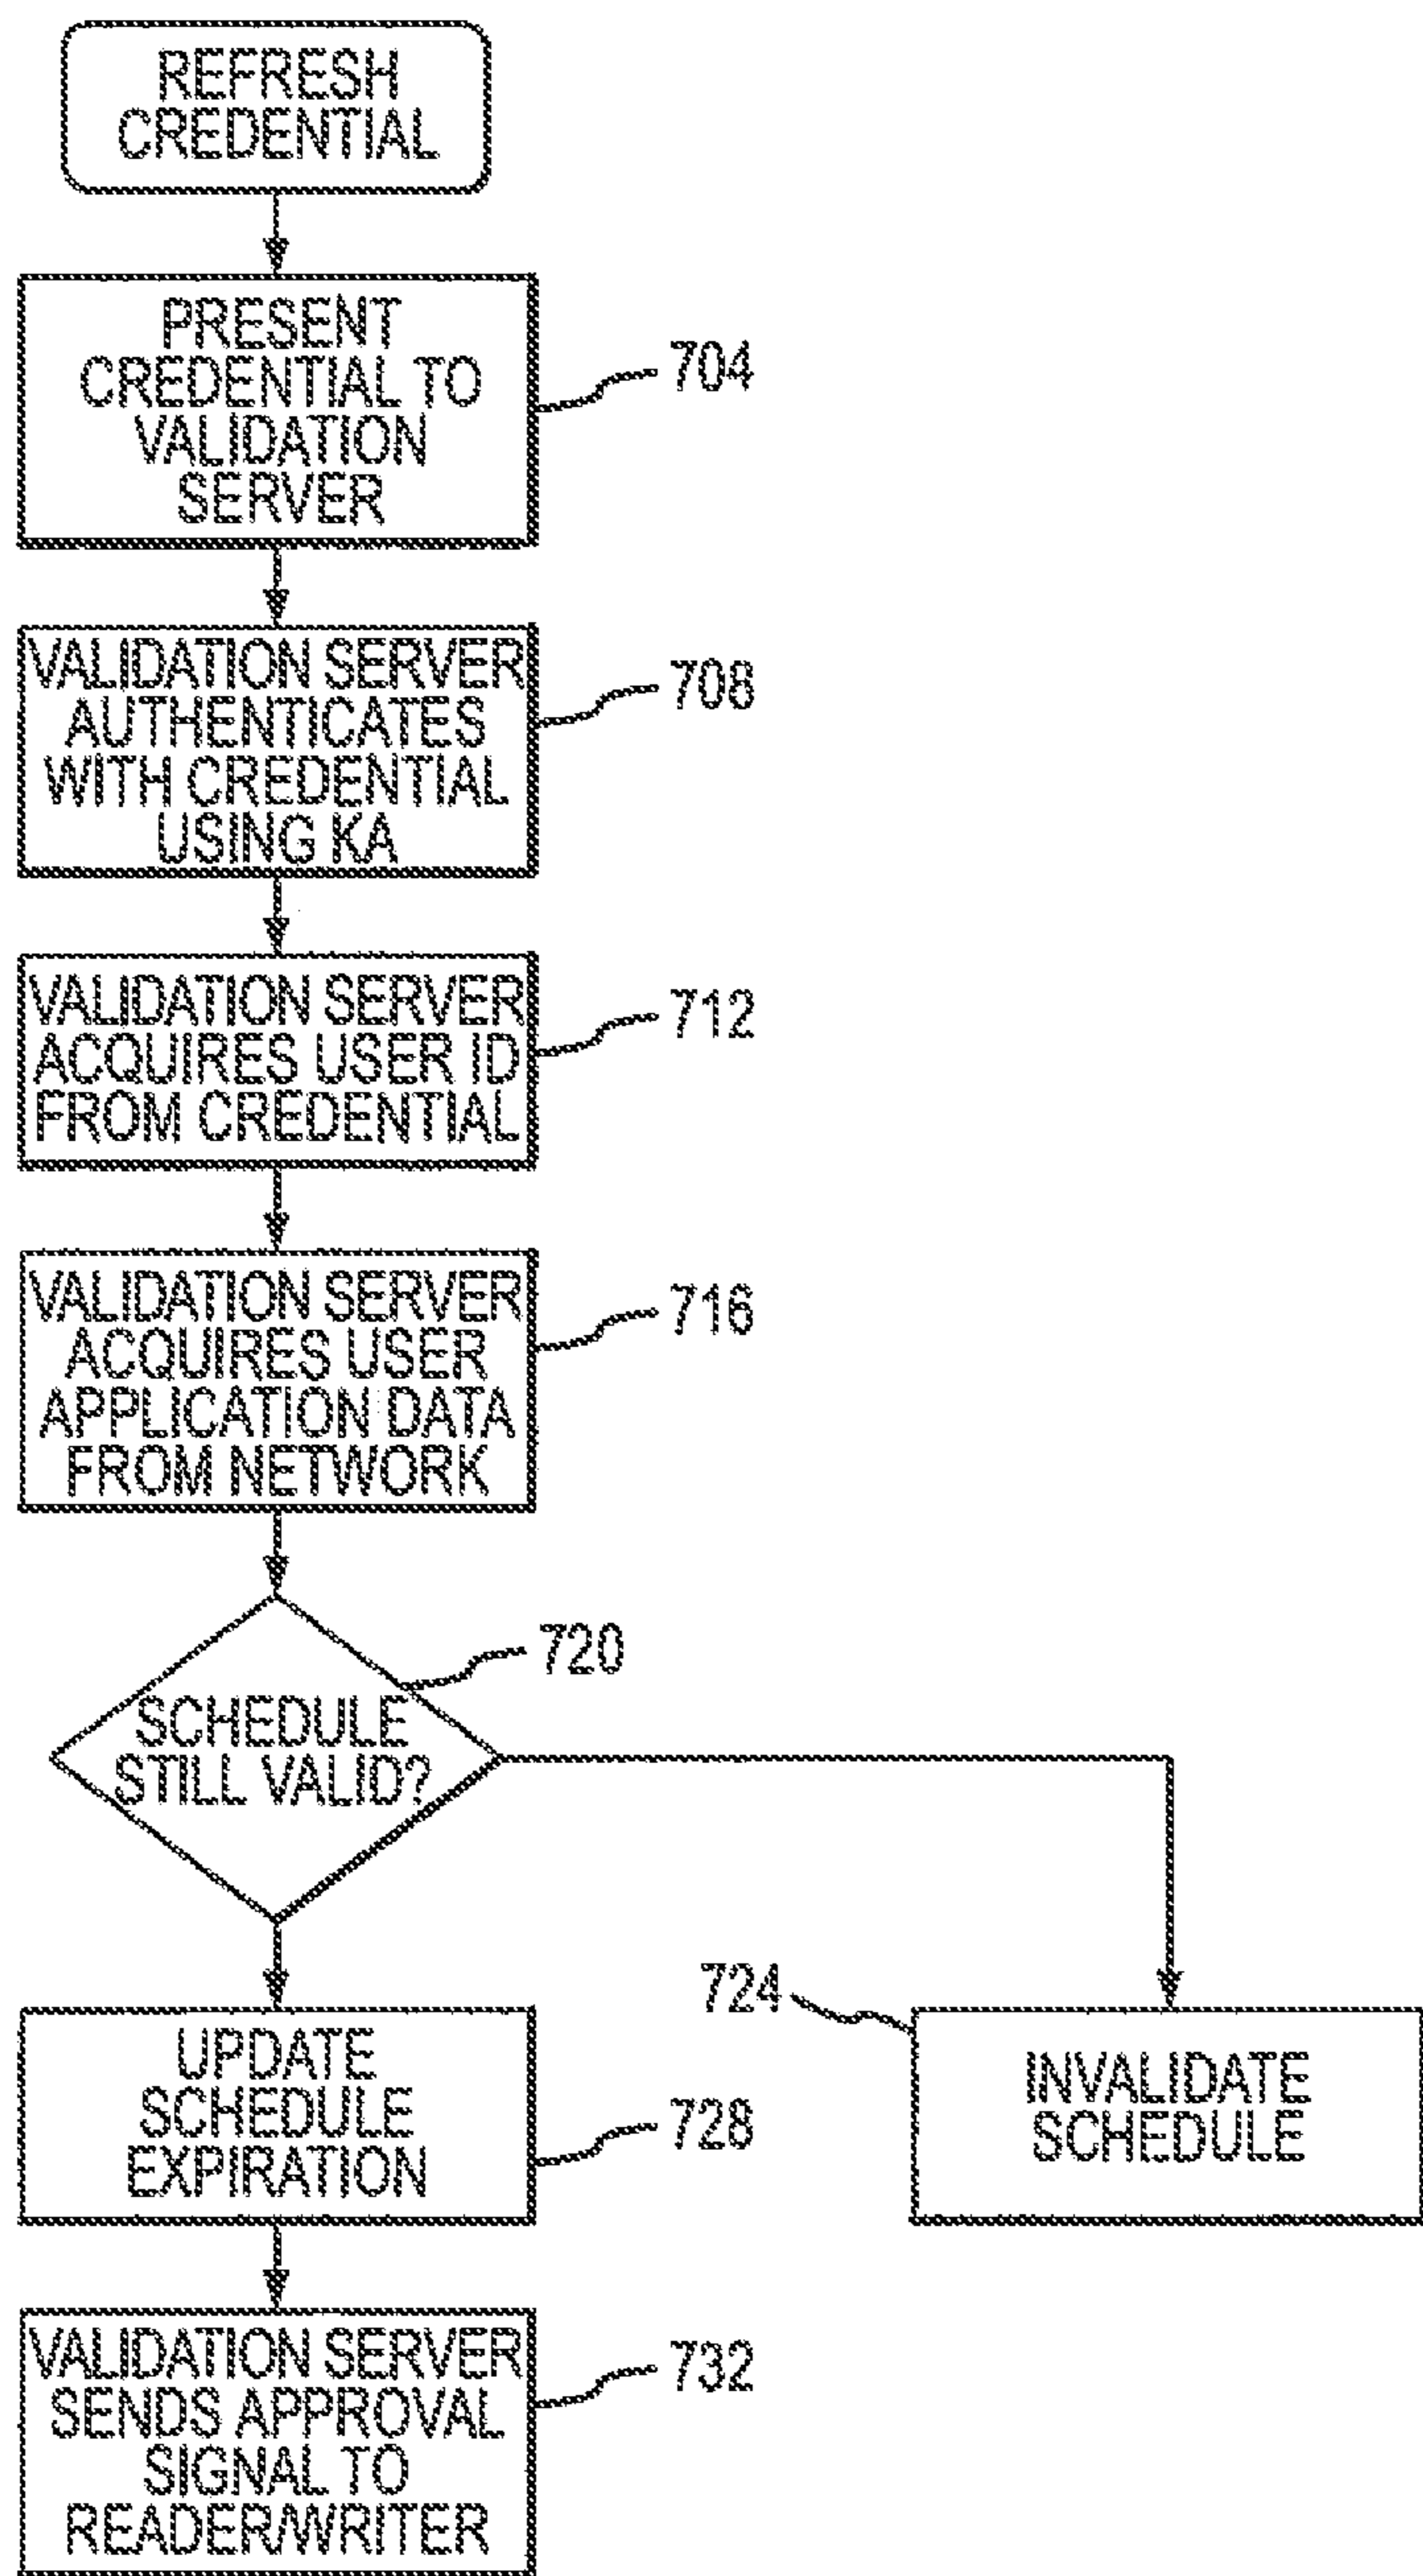 REFRESH
CREDENTIAL
PRESENT
CREDENTIAL TO
VALIDATION
SERVER
704
VALIDATION SERVER
AUTHENTICATES
WITH CREDENTIAL
USING KA
708
VALIDATION SERVER
ACQUIRES USER ID
FROM CREDENTIAL
712
VALIDATION SERVER
ACQUIRES USER
APPLICATION DATA
FROM NETWORK
716
SCHEDULE
STILL VALID?
720
724
INVALIDATE
SCHEDULE
UPDATE
SCHEDULE
EXPIRATION
728
VALIDATION SERVER
SENDS APPROVAL
SIGNAL TO
READER/WRITER
732